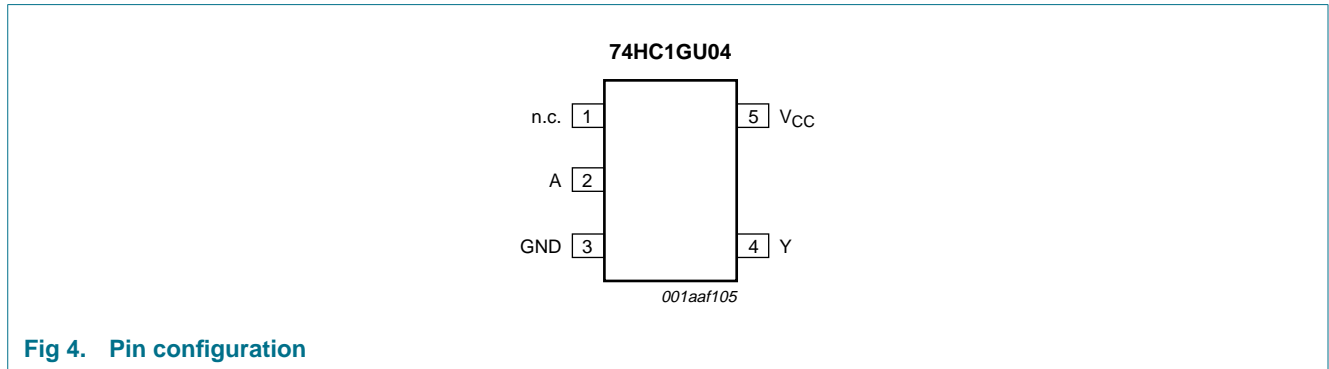 74HC1GU04
n.c. 1
5 VCC
A 2
GND 3
4 Y
001aaf105
Fig 4. Pin configuration